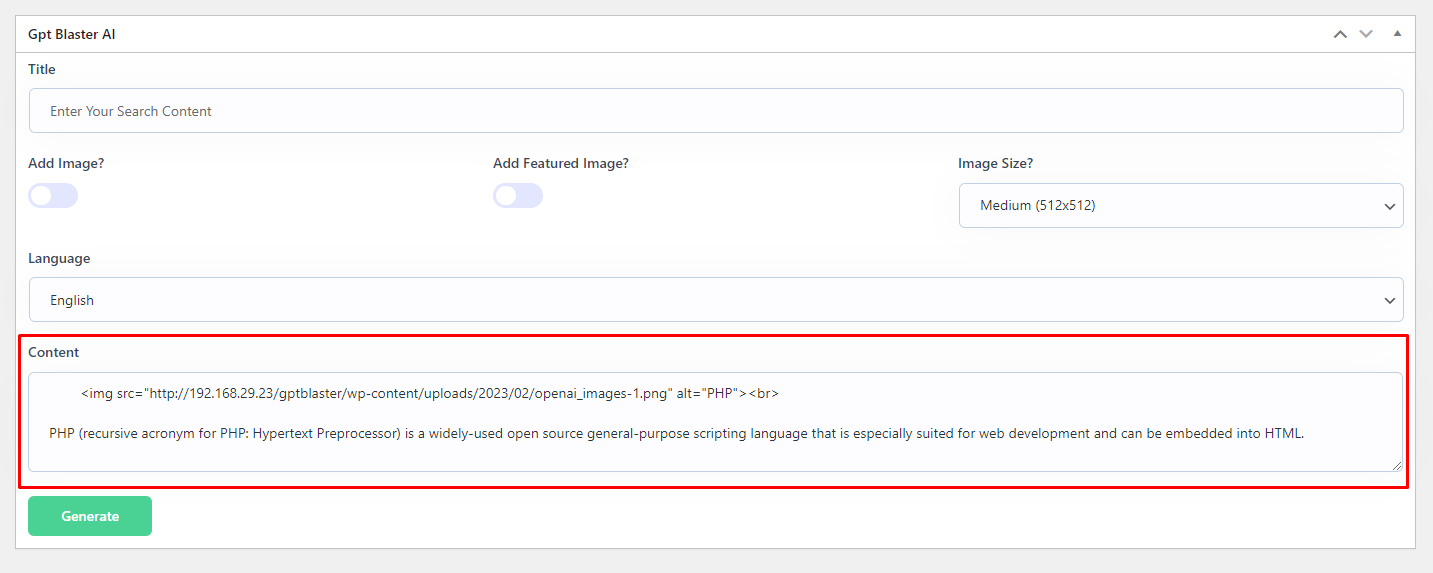 Gpt Blaster AI
Title
Enter Your Search Content
Add Image?
Add Featured Image?
Image Size?
Medium (512x512)
Language
English
Content
<img src="http://192.168.29.23/gptblaster/wp-content/uploads/2023/02/openai_images-1.png" alt="PHP"><br>
PHP (recursive acronym for PHP: Hypertext Preprocessor) is a widely-used open source general-purpose scripting language that is especially suited for web development and can be embedded into HTML.
Generate